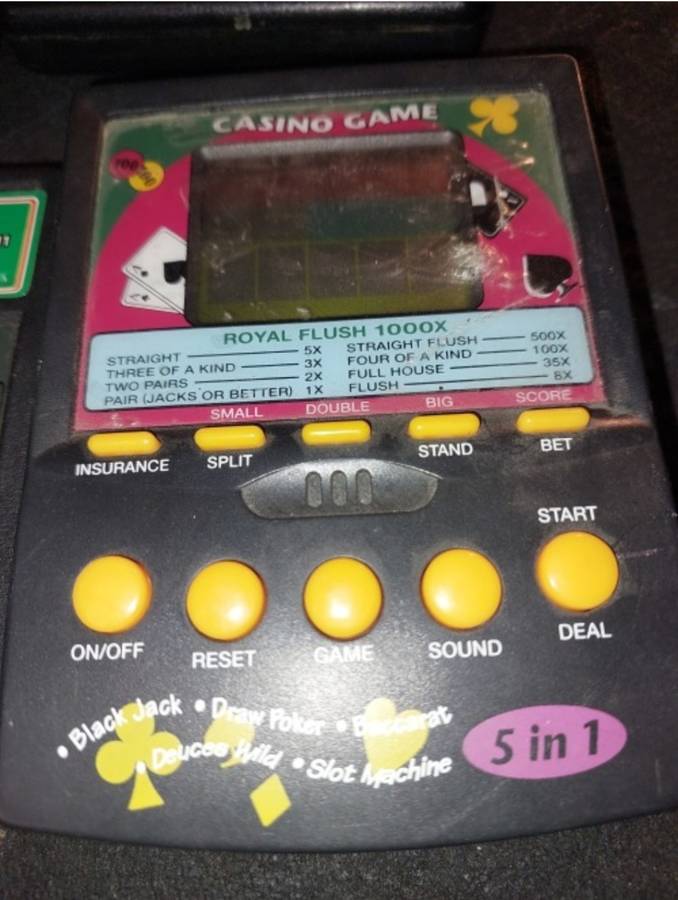 CASINO GAME
100
ROYAL FLUSH 1000X
STRAIGHT 5X
THREE OF A KIND 3X
TWO PAIRS 2X
PAIR (JACKS OR BETTER) 1X
STRAIGHT FLUSH 500X
FOUR OF A KIND 100X
FULL HOUSE 35X
FLUSH 8X
SMALL DOUBLE BIG SCORE
INSURANCE SPLIT STAND BET
START
ON/OFF RESET GAME SOUND DEAL
• Black Jack • Draw Poker • Baccarat
• Deuces Wild • Slot Machine
5 in 1